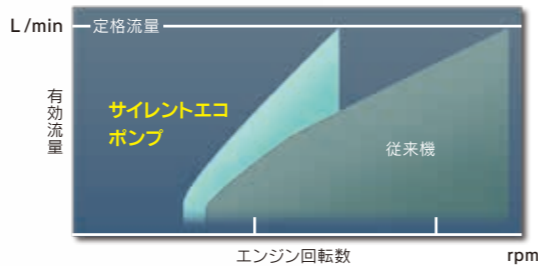 L/min
定格流量
有効流量
サイレントエコ
ポンプ
従来機
エンジン回転数
rpm